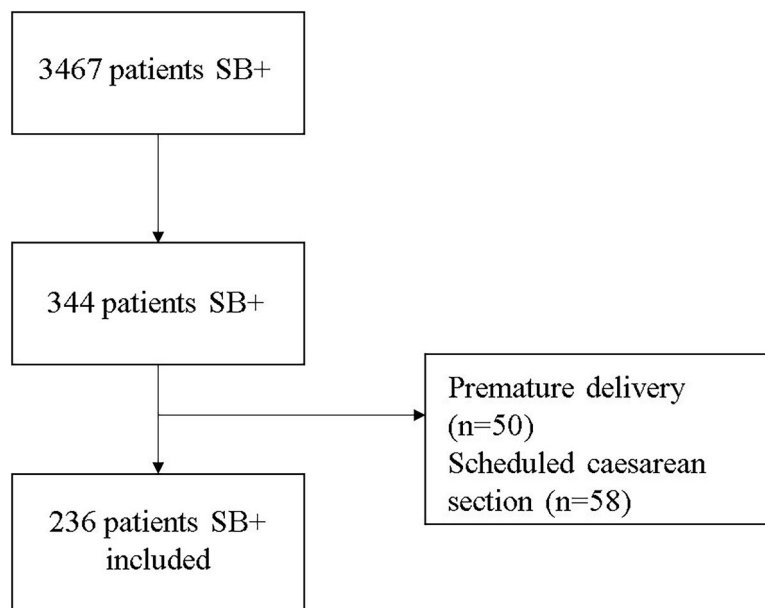 3467 patients SB+
344 patients SB+
Premature delivery
(n=50)
Scheduled caesarean
section (n=58)
236 patients SB+
included